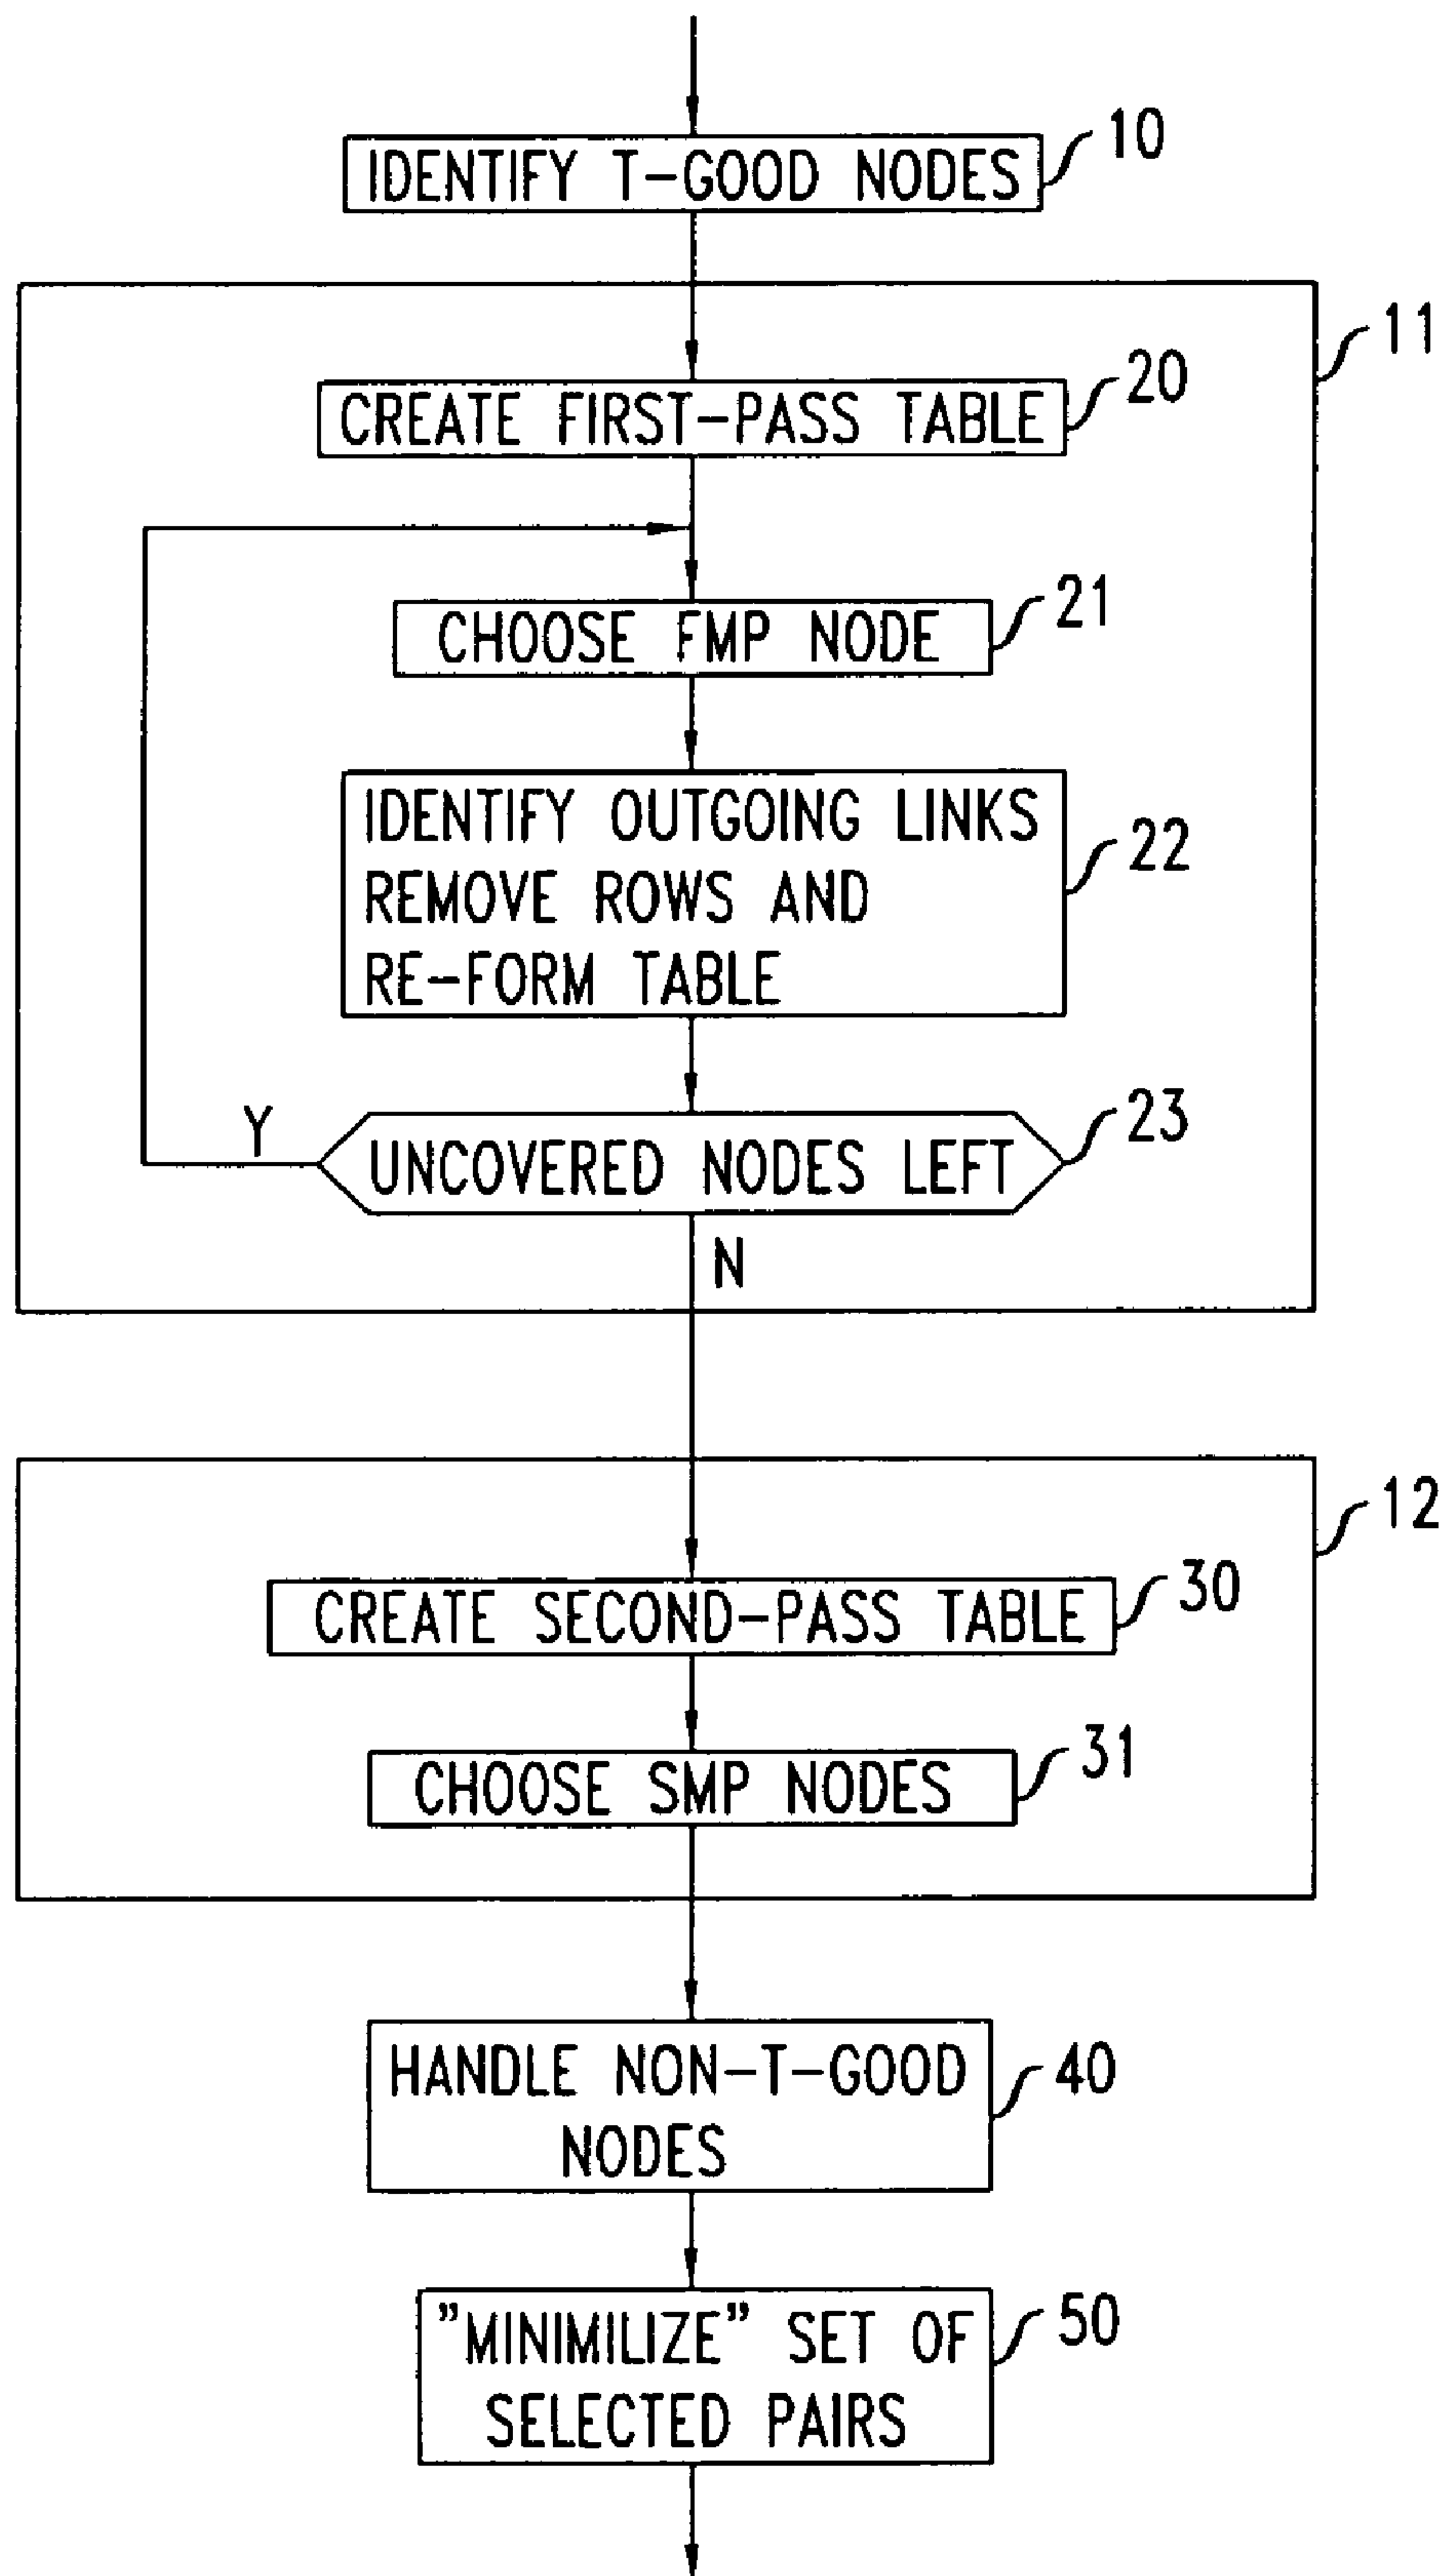 IDENTIFY T-GOOD NODES
10
11
CREATE FIRST-PASS TABLE
20
CHOOSE FMP NODE
21
IDENTIFY OUTGOING LINKS
REMOVE ROWS AND
RE-FORM TABLE
22
Y
UNCOVERED NODES LEFT
23
N
12
CREATE SECOND-PASS TABLE
30
CHOOSE SMP NODES
31
HANDLE NON-T-GOOD
NODES
40
"MINIMILIZE" SET OF
SELECTED PAIRS
50